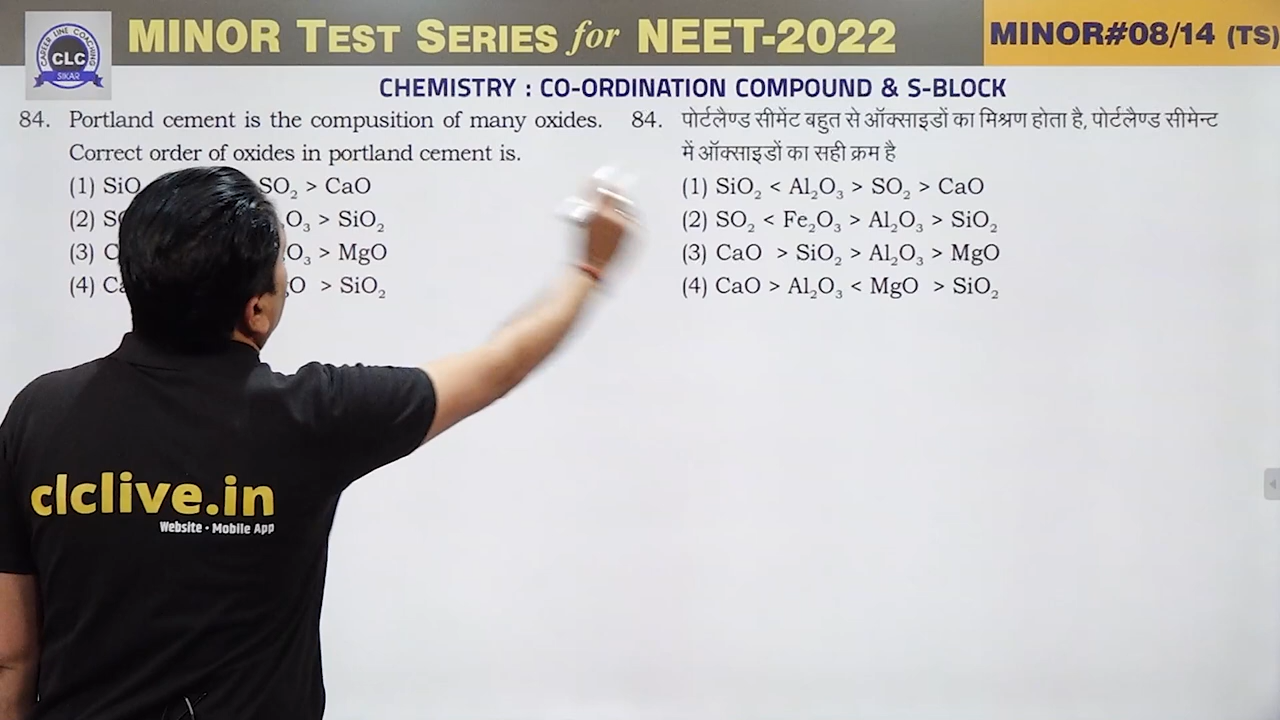 CAREER LINE COACHING
CLC
SIKAR
MINOR TEST SERIES for NEET-2022
MINOR#08/14 (TS)
CHEMISTRY : CO-ORDINATION COMPOUND & S-BLOCK
84. Portland cement is the compusition of many oxides.
Correct order of oxides in portland cement is.
(1) SiO SO₂ > CaO
(2) O₃ > SiO₂
(3) O₃ > MgO
(4) O > SiO₂
84. पोर्टलैण्ड सीमेंट बहुत से ऑक्साइडों का मिश्रण होता है, पोर्टलैण्ड सीमेन्ट
में ऑक्साइडों का सही क्रम है
(1) SiO₂ < Al₂O₃ > SO₂ > CaO
(2) SO₂ < Fe₂O₃ > Al₂O₃ > SiO₂
(3) CaO > SiO₂ > Al₂O₃ > MgO
(4) CaO > Al₂O₃ < MgO > SiO₂
clclive.in
Website • Mobile App